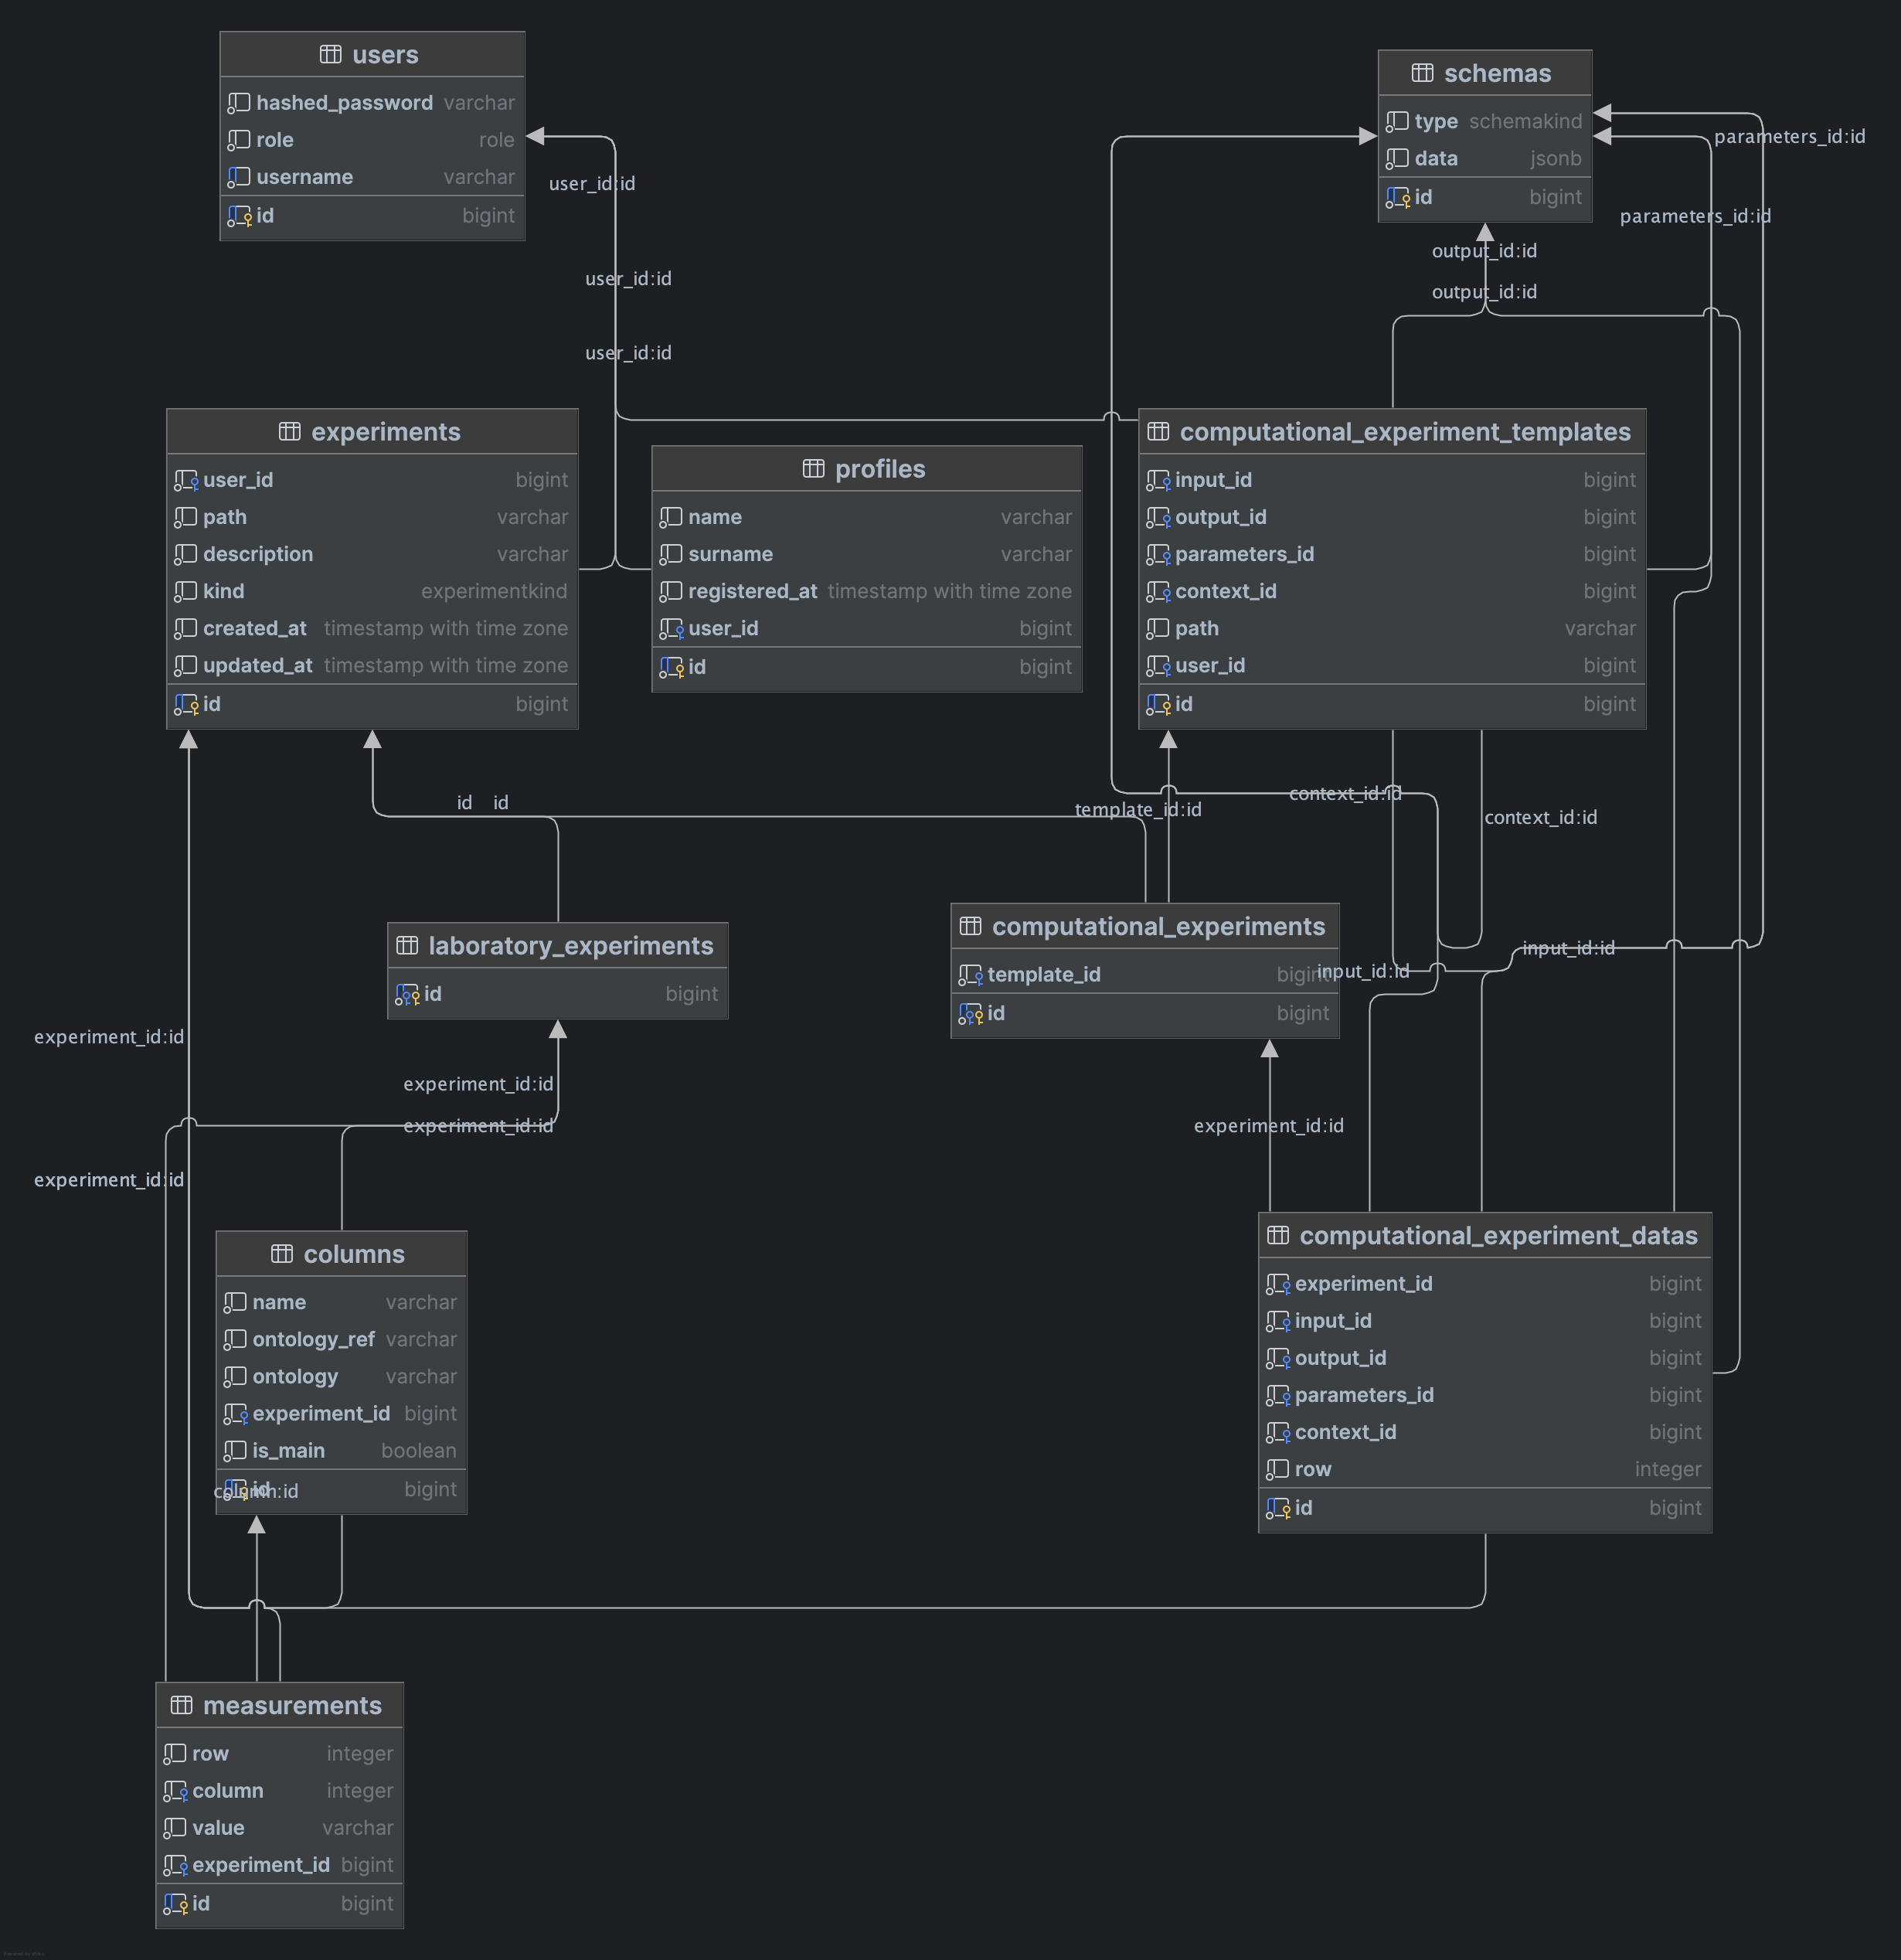 users
hashed_password varchar
role role
username varchar
id bigint
schemas
type schemakind
data jsonb
id bigint
parameters_id:id
user_id:id
parameters_id:id
output_id:id
user_id:id
output_id:id
user_id:id
experiments
user_id bigint
path varchar
description varchar
kind experimentkind
created_at timestamp with time zone
updated_at timestamp with time zone
id bigint
profiles
name varchar
surname varchar
registered_at timestamp with time zone
user_id bigint
id bigint
computational_experiment_templates
input_id bigint
output_id bigint
parameters_id bigint
context_id bigint
path varchar
user_id bigint
id bigint
id id
template_id:id
context_id:id
context_id:id
laboratory_experiments
id bigint
computational_experiments
template_id bigint
id bigint
input_id:id
input_id:id
experiment_id:id
experiment_id:id
experiment_id:id
experiment_id:id
experiment_id:id
columns
name varchar
ontology_ref varchar
ontology varchar
experiment_id bigint
is_main boolean
id bigint
column:id
computational_experiment_datas
experiment_id bigint
input_id bigint
output_id bigint
parameters_id bigint
context_id bigint
row integer
id bigint
measurements
row integer
column integer
value varchar
experiment_id bigint
id bigint